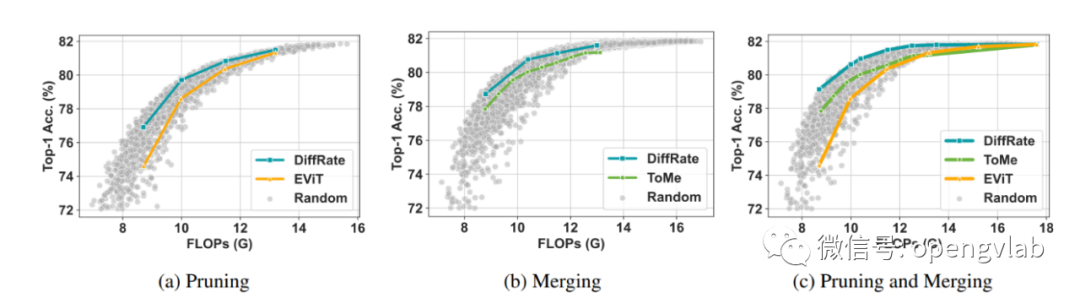 82
80
78
76
74
72
Top-1 Acc. (%)
DiffRate
EViT
Random
8
10
12
14
16
FLOPs (G)
(a) Pruning
82
80
78
76
74
72
Top-1 Acc. (%)
DiffRate
ToMe
Random
8
10
12
14
16
FLOPs (G)
(b) Merging
82
80
78
76
74
72
Top-1 Acc. (%)
DiffRate
ToMe
EViT
Random
8
10
12
14
16
18
FLOPs (G)
微信号: opengvlab
(c) Pruning and Merging